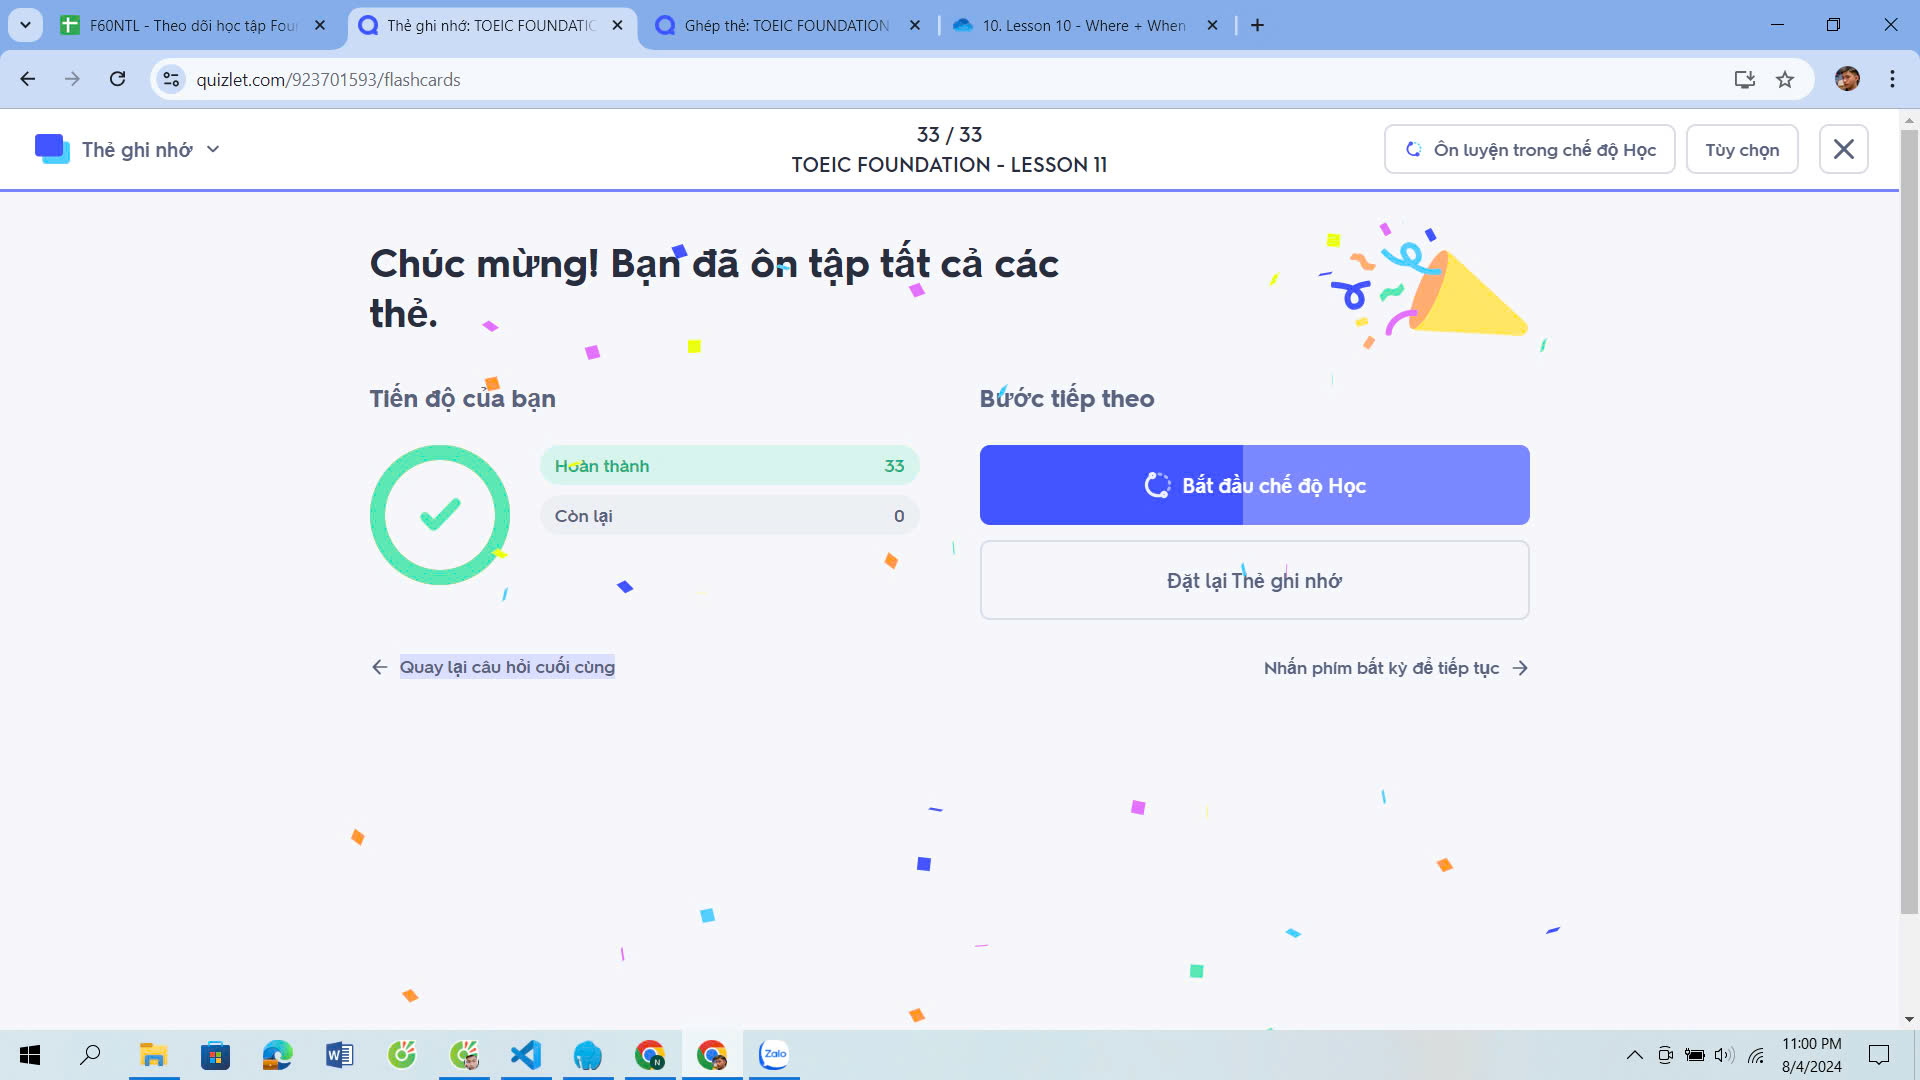 F60NTL - Theo dõi học tập Four
Thẻ ghi nhớ: TOEIC FOUNDATIC
Ghép thẻ: TOEIC FOUNDATION
10. Lesson 10 - Where + When
quizlet.com/923701593/flashcards
Thẻ ghi nhớ
33 / 33
TOEIC FOUNDATION - LESSON 11
Ôn luyện trong chế độ Học
Tùy chọn
Chúc mừng! Bạn đã ôn tập tất cả các
thẻ.
Tiến độ của bạn
Hoàn thành 33
Còn lại 0
Bước tiếp theo
Bắt đầu chế độ Học
Đặt lại Thẻ ghi nhớ
Quay lại câu hỏi cuối cùng
Nhấn phím bất kỳ để tiếp tục
N
Zalo
11:00 PM
8/4/2024